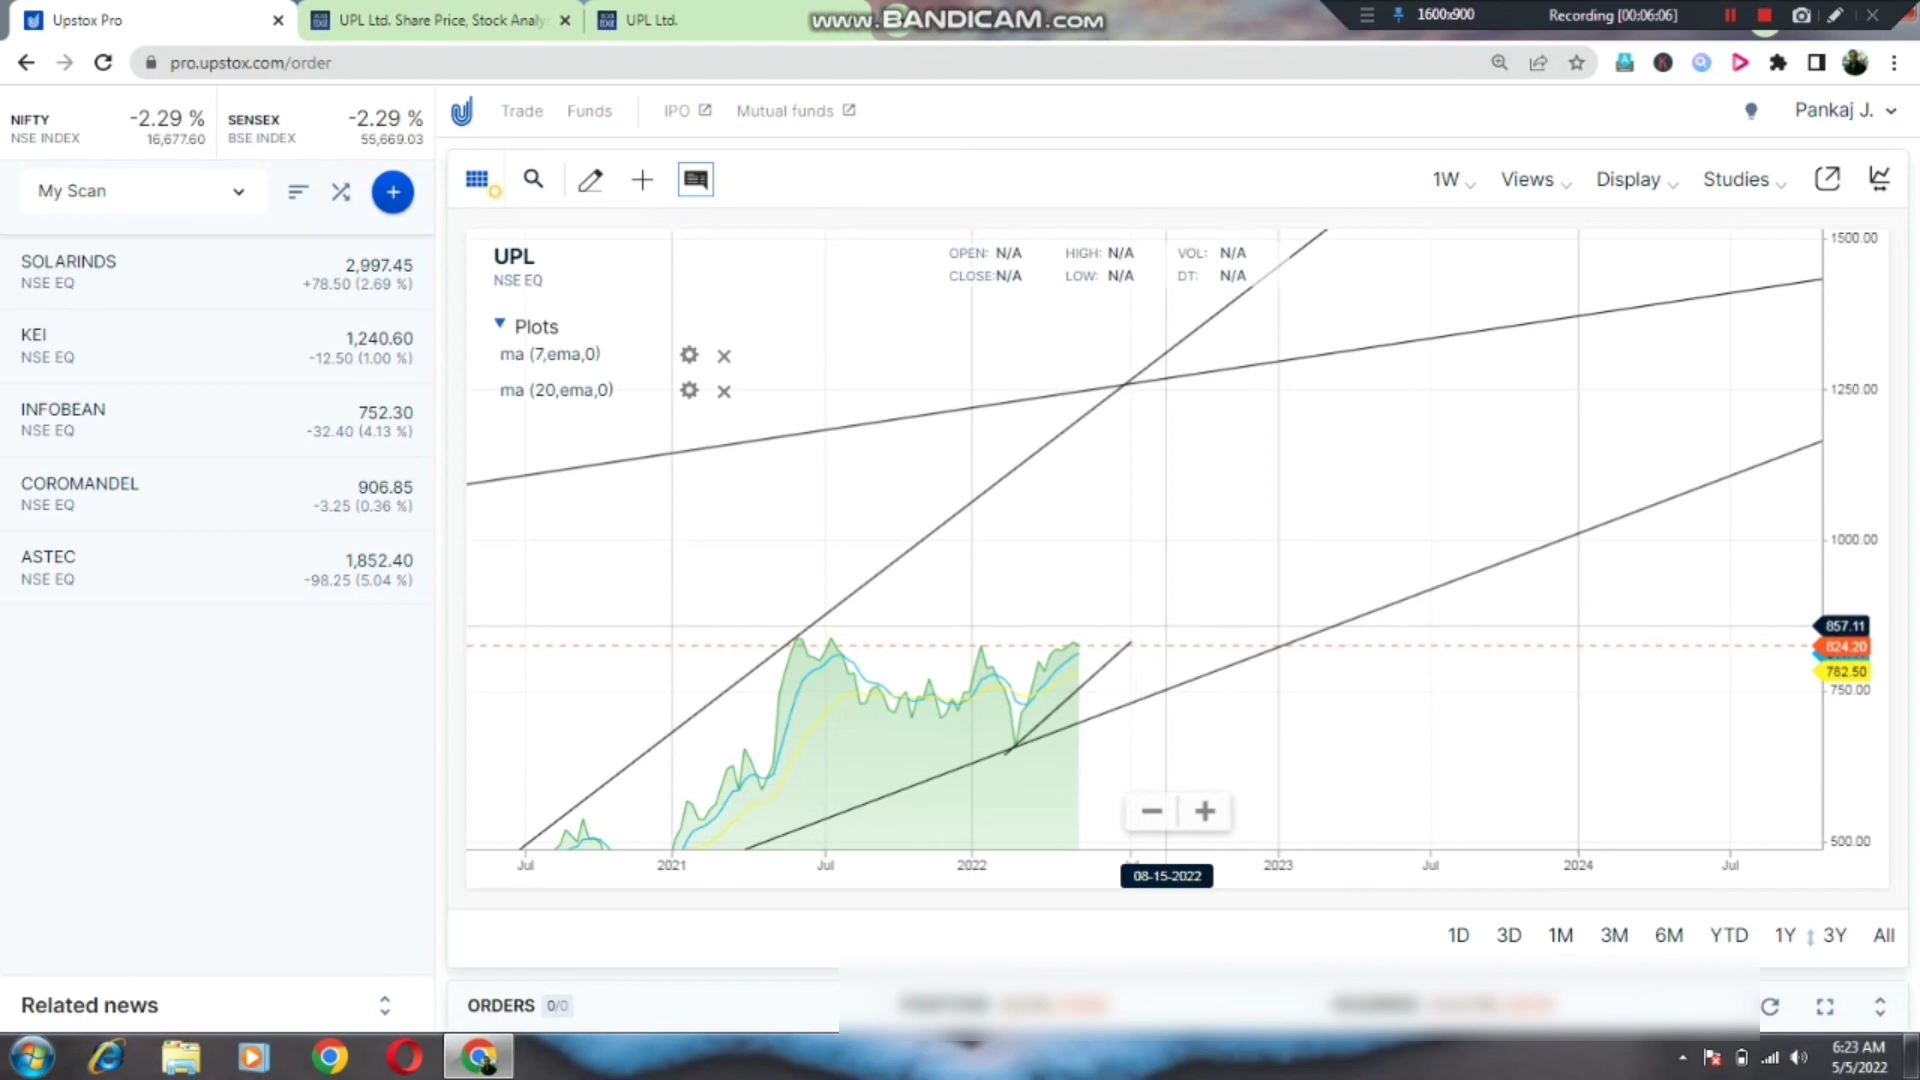 Upstox Pro
UPL Ltd. Share Price, Stock Analy
UPL Ltd.
www.BANDICAM.com
1600x900
Recording [00:06:06]
pro.upstox.com/order
NIFTY -2.29 %
NSE INDEX 16,677.60
SENSEX -2.29 %
BSE INDEX 55,669.03
Trade Funds IPO Mutual funds
Pankaj J.
My Scan
1W Views Display Studies
SOLARINDS 2,997.45
NSE EQ +78.50 (2.69 %)
KEI 1,240.60
NSE EQ -12.50 (1.00 %)
INFOBEAN 752.30
NSE EQ -32.40 (4.13 %)
COROMANDEL 906.85
NSE EQ -3.25 (0.36 %)
ASTEC 1,852.40
NSE EQ -98.25 (5.04 %)
UPL
NSE EQ
OPEN: N/A HIGH: N/A VOL: N/A
CLOSE:N/A LOW: N/A DT: N/A
Plots
ma (7,ema,0)
ma (20,ema,0)
1500.00
1250.00
1000.00
857.11
824.20
782.50
750.00
500.00
Jul 2021 Jul 2022 2023 Jul 2024 Jul
08-15-2022
1D 3D 1M 3M 6M YTD 1Y 3Y All
Related news
ORDERS 0/0
6:23 AM
5/5/2022